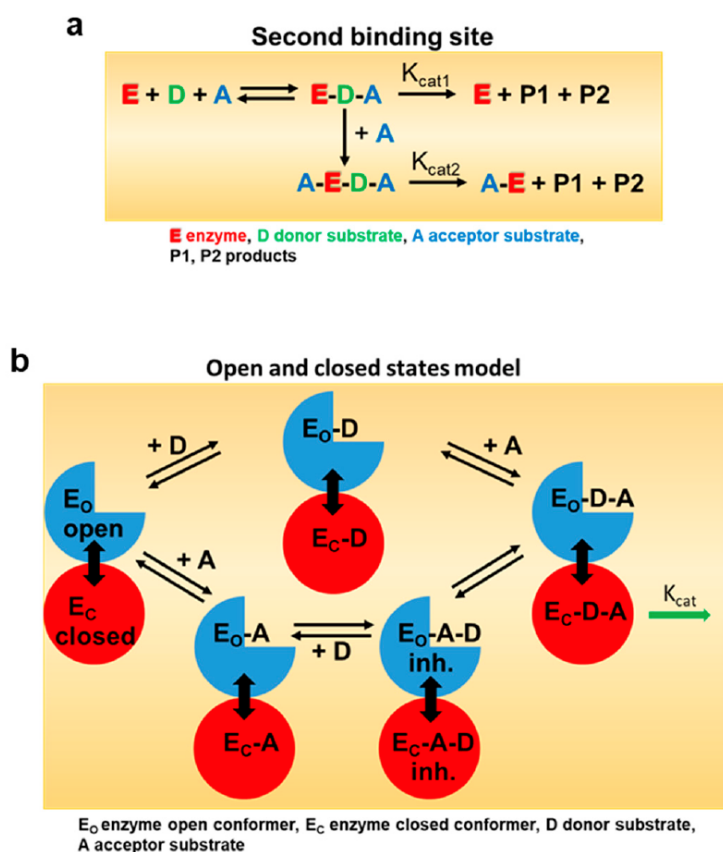 a
Second binding site
E + D + A E-D-A Kcat1 E + P1 + P2
+ A
A-E-D-A Kcat2 A-E + P1 + P2
E enzyme, D donor substrate, A acceptor substrate,
P1, P2 products
b
Open and closed states model
+ D
EO-D
+ A
EO
open
EC-D
EO-D-A
EC
closed
+ A
EC-D-A
Kcat
EO-A
+ D
EO-A-D
inh.
EC-A
EC-A-D
inh.
EO enzyme open conformer, EC enzyme closed conformer, D donor substrate,
A acceptor substrate